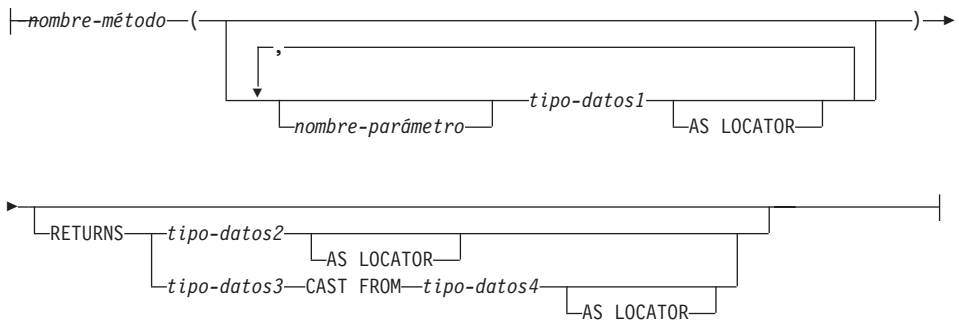 nombre-método ( )
,
tipo-datos1
nombre-parámetro AS LOCATOR
RETURNS tipo-datos2
AS LOCATOR
tipo-datos3 CAST FROM tipo-datos4
AS LOCATOR